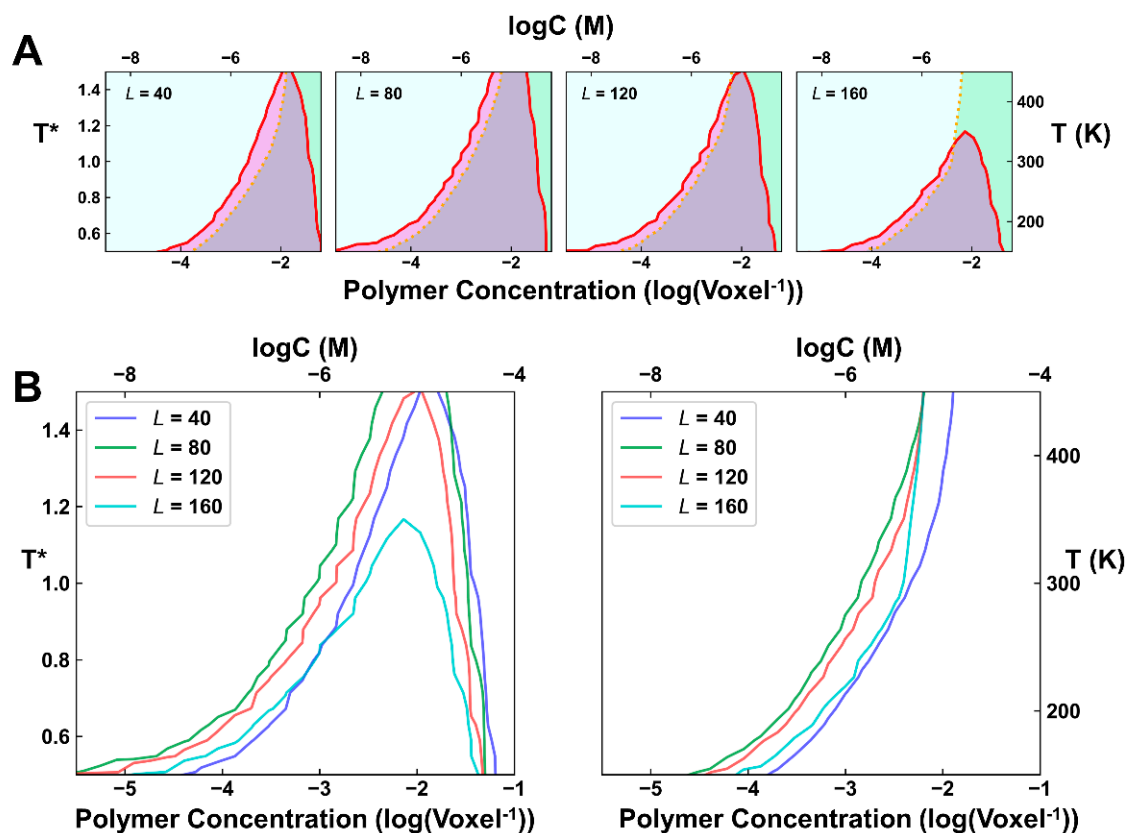 logC (M)
A
−8 −6 −8 −6 −8 −6 −8 −6
L = 40 L = 80 L = 120 L = 160
T*
1.4
1.2
1.0
0.8
0.6
T (K)
400
300
200
−4 −2 −4 −2 −4 −2 −4 −2
Polymer Concentration (log(Voxel⁻¹))
B
logC (M) logC (M)
−8 −6 −4 −8 −6 −4
L = 40 L = 40
L = 80 L = 80
L = 120 L = 120
L = 160 L = 160
T*
1.4
1.2
1.0
0.8
0.6
T (K)
400
300
200
−5 −4 −3 −2 −1 −5 −4 −3 −2 −1
Polymer Concentration (log(Voxel⁻¹)) Polymer Concentration (log(Voxel⁻¹))